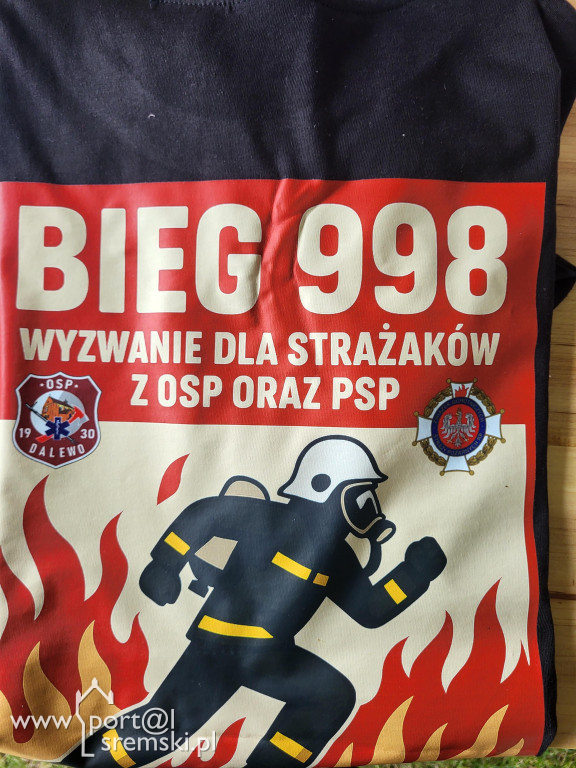 BIEG 998
WYZWANIE DLA STRAŻAKÓW
Z OSP ORAZ PSP
·OSP·
19 30
DALEWO
www.port@l
sremski.pl